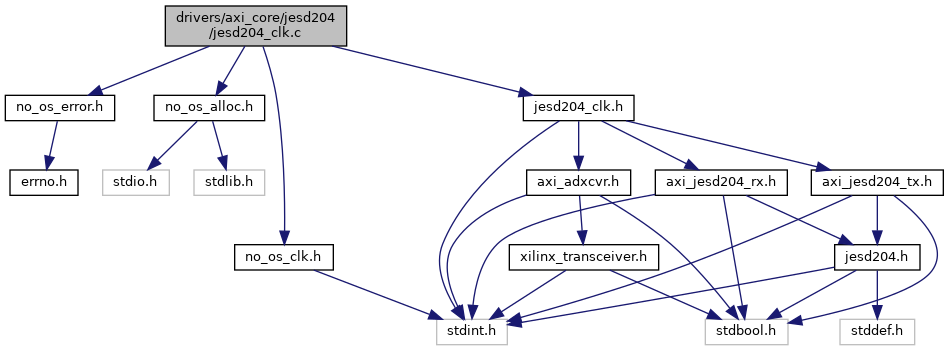 drivers/axi_core/jesd204
/jesd204_clk.c
no_os_error.h
no_os_alloc.h
jesd204_clk.h
errno.h
stdio.h
stdlib.h
axi_adxcvr.h
axi_jesd204_rx.h
axi_jesd204_tx.h
no_os_clk.h
xilinx_transceiver.h
jesd204.h
stdint.h
stdbool.h
stddef.h